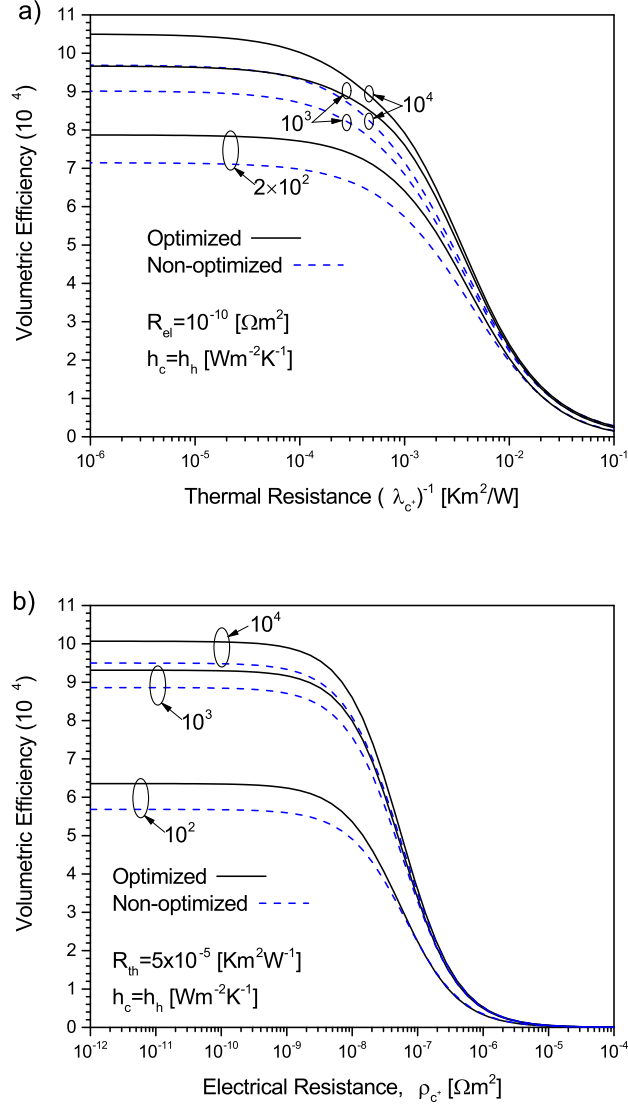 a)
11
10
9
8
7
6
5
4
3
2
1
0
Volumetric Efficiency (10⁻⁴)
10³
10⁴
2×10²
Optimized
Non-optimized
R_el=10⁻¹⁰ [Ωm²]
h_c=h_h [Wm⁻²K⁻¹]
10⁻⁶ 10⁻⁵ 10⁻⁴ 10⁻³ 10⁻² 10⁻¹
Thermal Resistance ( λ_c⁺)⁻¹ [Km²/W]
b)
11
10
9
8
7
6
5
4
3
2
1
0
Volumetric Efficiency (10⁻⁴)
10⁴
10³
10²
Optimized
Non-optimized
R_th=5x10⁻⁵ [Km²W⁻¹]
h_c=h_h [Wm⁻²K⁻¹]
10⁻¹² 10⁻¹¹ 10⁻¹⁰ 10⁻⁹ 10⁻⁸ 10⁻⁷ 10⁻⁶ 10⁻⁵ 10⁻⁴
Electrical Resistance, ρ_c⁺ [Ωm²]